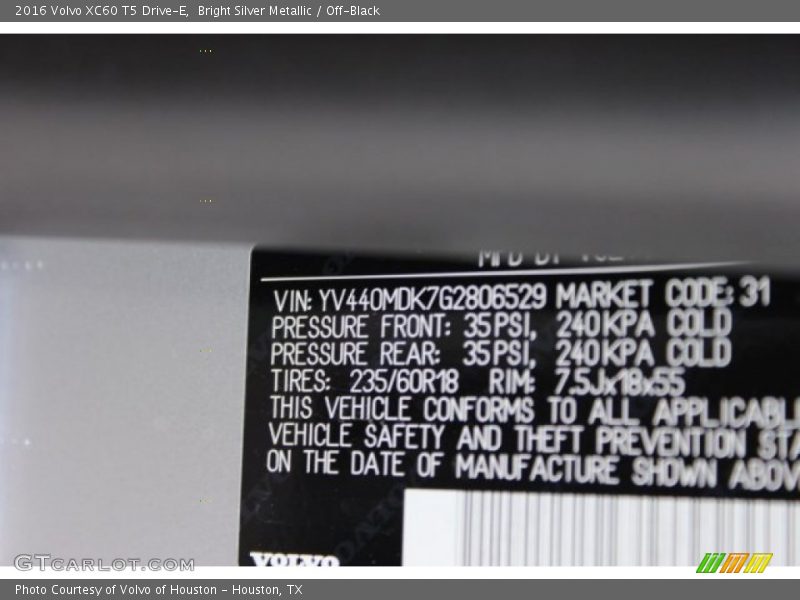 2016 Volvo XC60 T5 Drive-E,  Bright Silver Metallic / Off-Black
MFD BY
VIN: YV440MDK7G2806529 MARKET CODE: 31
PRESSURE FRONT: 35PSI, 240KPA COLD
PRESSURE REAR: 35PSI, 240KPA COLD
TIRES: 235/60R18 RIM: 7.5Jx18x55
THIS VEHICLE CONFORMS TO ALL APPLICABL
VEHICLE SAFETY AND THEFT PREVENTION STA
ON THE DATE OF MANUFACTURE SHOWN ABOV
VOLVO
GTCARLOT.COM
Photo Courtesy of Volvo of Houston - Houston, TX